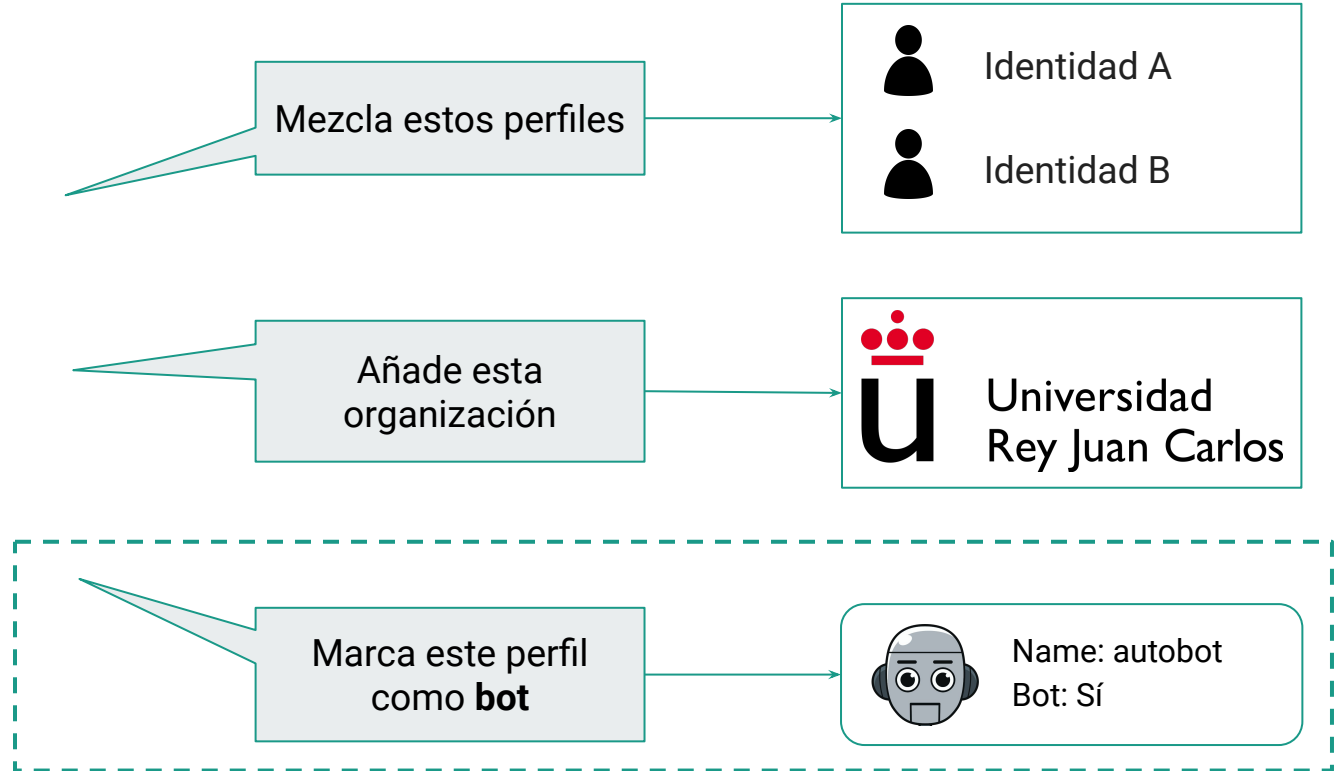 Mezcla estos perfiles
Identidad A
Identidad B
Añade esta
organización
u
Universidad
Rey Juan Carlos
Marca este perfil
como bot
Name: autobot
Bot: Sí